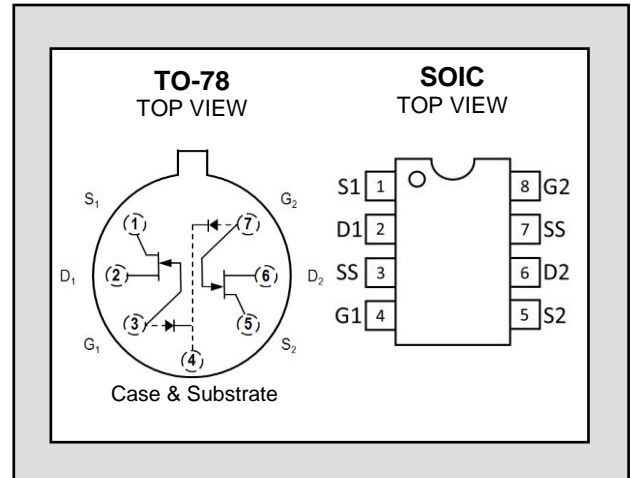 TO-78
TOP VIEW
S1
G2
1
7
D1
2
6
D2
3
5
G1
4
S2
Case & Substrate
SOIC
TOP VIEW
S1 1
8 G2
D1 2
7 SS
SS 3
6 D2
G1 4
5 S2